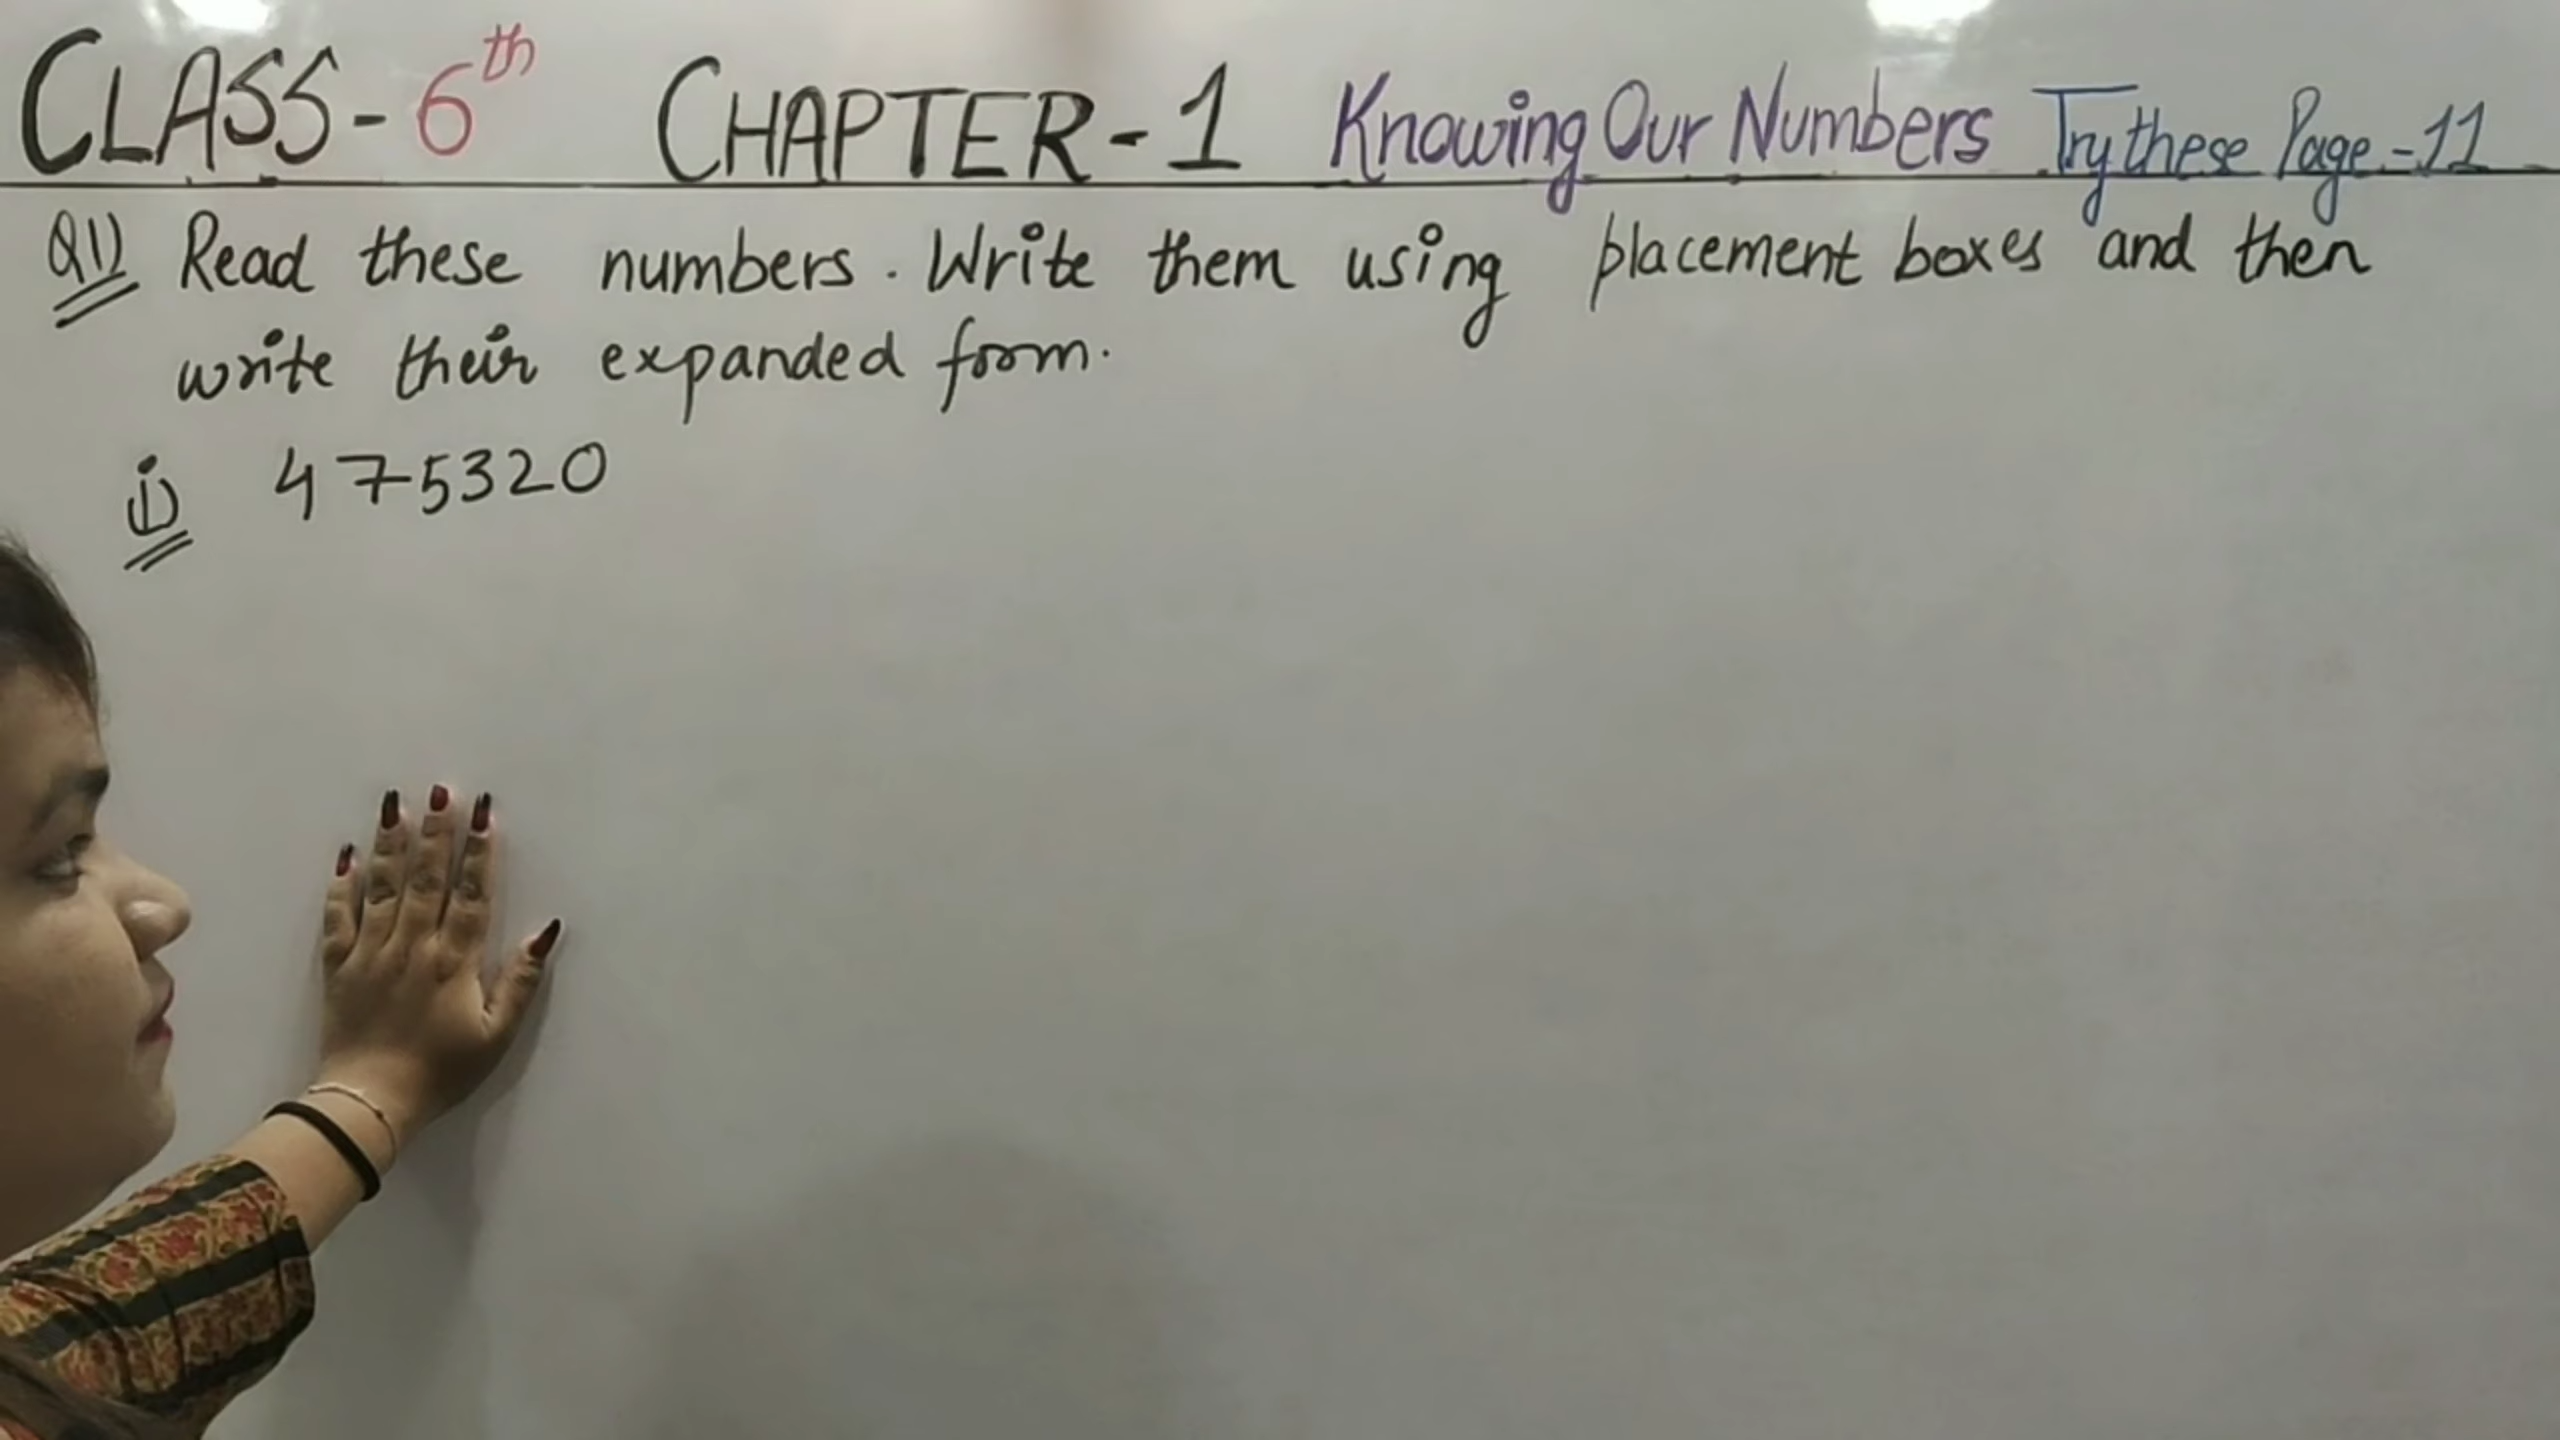 CLASS-6th CHAPTER-1 Knowing Our Numbers Try these Page-11
Q1) Read these numbers. Write them using placement boxes and then
write their expanded form.
i) 475320